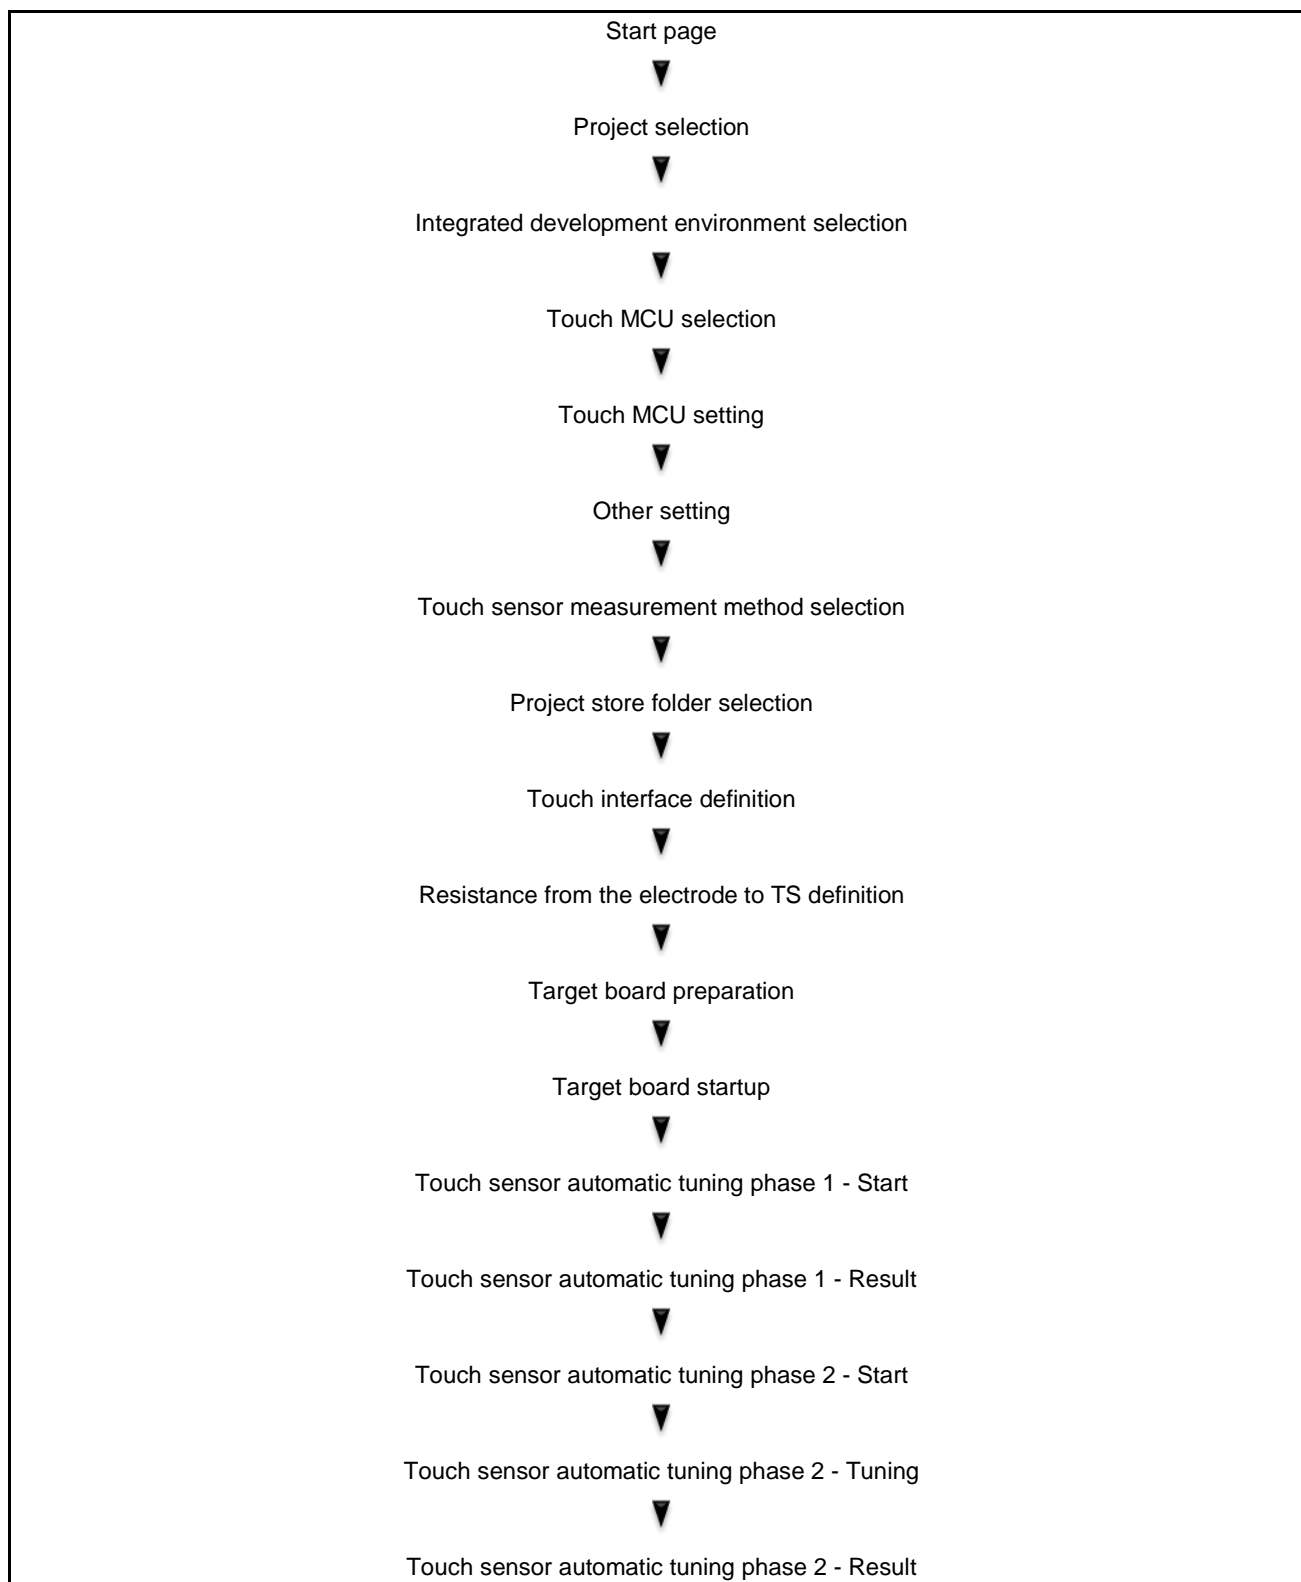 Start page
Project selection
Integrated development environment selection
Touch MCU selection
Touch MCU setting
Other setting
Touch sensor measurement method selection
Project store folder selection
Touch interface definition
Resistance from the electrode to TS definition
Target board preparation
Target board startup
Touch sensor automatic tuning phase 1 - Start
Touch sensor automatic tuning phase 1 - Result
Touch sensor automatic tuning phase 2 - Start
Touch sensor automatic tuning phase 2 - Tuning
Touch sensor automatic tuning phase 2 - Result